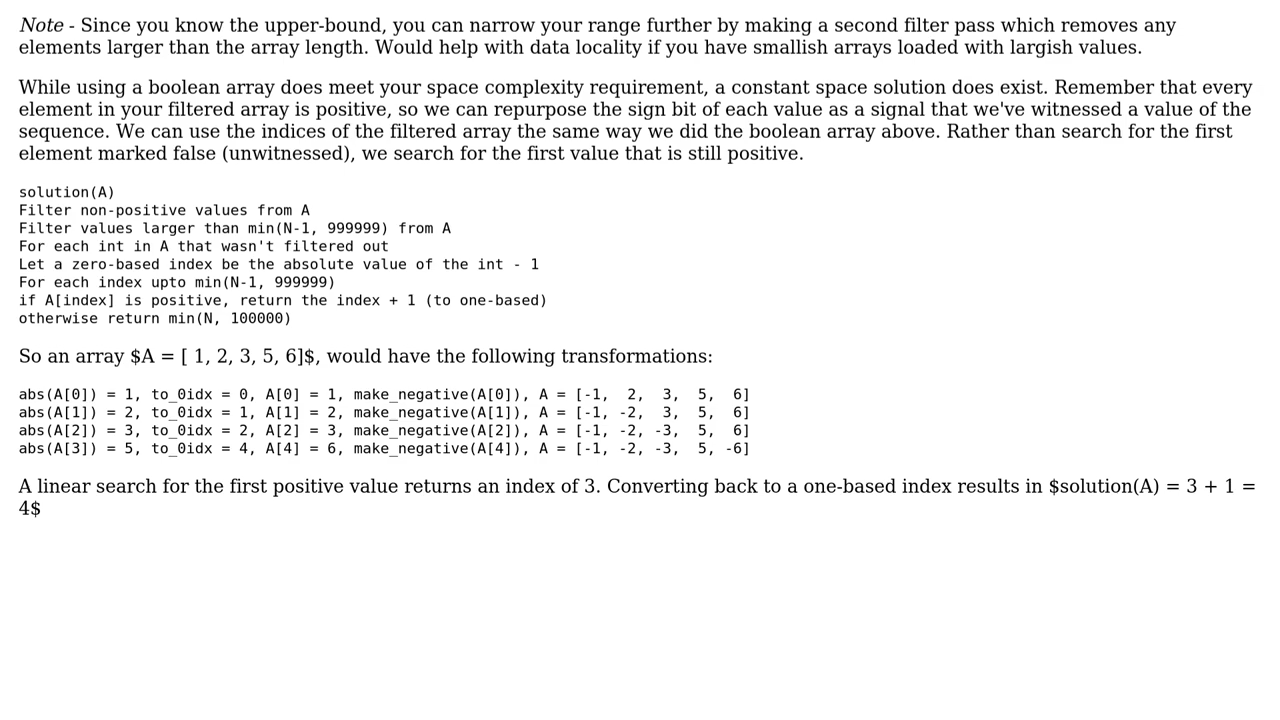 Note - Since you know the upper-bound, you can narrow your range further by making a second filter pass which removes any
elements larger than the array length. Would help with data locality if you have smallish arrays loaded with largish values.
While using a boolean array does meet your space complexity requirement, a constant space solution does exist. Remember that every
element in your filtered array is positive, so we can repurpose the sign bit of each value as a signal that we've witnessed a value of the
sequence. We can use the indices of the filtered array the same way we did the boolean array above. Rather than search for the first
element marked false (unwitnessed), we search for the first value that is still positive.
solution(A)
Filter non-positive values from A
Filter values larger than min(N-1, 999999) from A
For each int in A that wasn't filtered out
Let a zero-based index be the absolute value of the int - 1
For each index upto min(N-1, 999999)
if A[index] is positive, return the index + 1 (to one-based)
otherwise return min(N, 100000)
So an array $A = [ 1, 2, 3, 5, 6]$, would have the following transformations:
abs(A[0]) = 1, to_0idx = 0, A[0] = 1, make_negative(A[0]), A = [-1,  2,  3,  5,  6]
abs(A[1]) = 2, to_0idx = 1, A[1] = 2, make_negative(A[1]), A = [-1, -2,  3,  5,  6]
abs(A[2]) = 3, to_0idx = 2, A[2] = 3, make_negative(A[2]), A = [-1, -2, -3,  5,  6]
abs(A[3]) = 5, to_0idx = 4, A[4] = 6, make_negative(A[4]), A = [-1, -2, -3,  5, -6]
A linear search for the first positive value returns an index of 3. Converting back to a one-based index results in $solution(A) = 3 + 1 =
4$